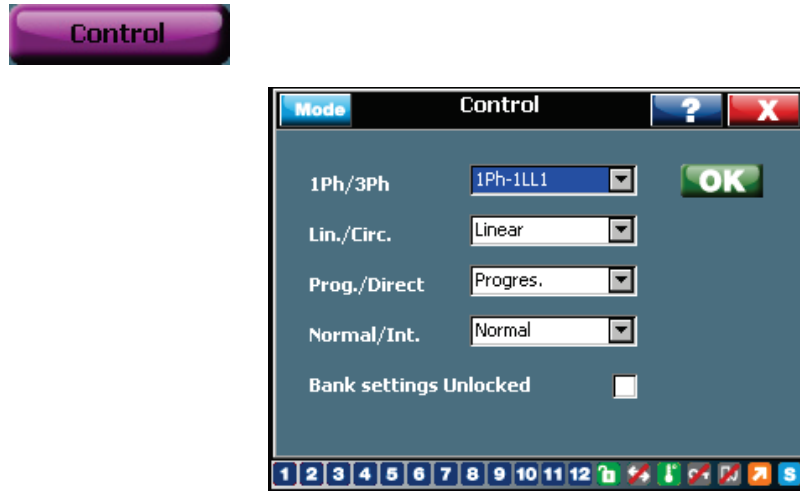 Control
Mode Control ? X
1Ph/3Ph 1Ph-1LL1 OK
Lin./Circ. Linear
Prog./Direct Progres.
Normal/Int. Normal
Bank settings Unlocked
1 2 3 4 5 6 7 8 9 10 11 12 S